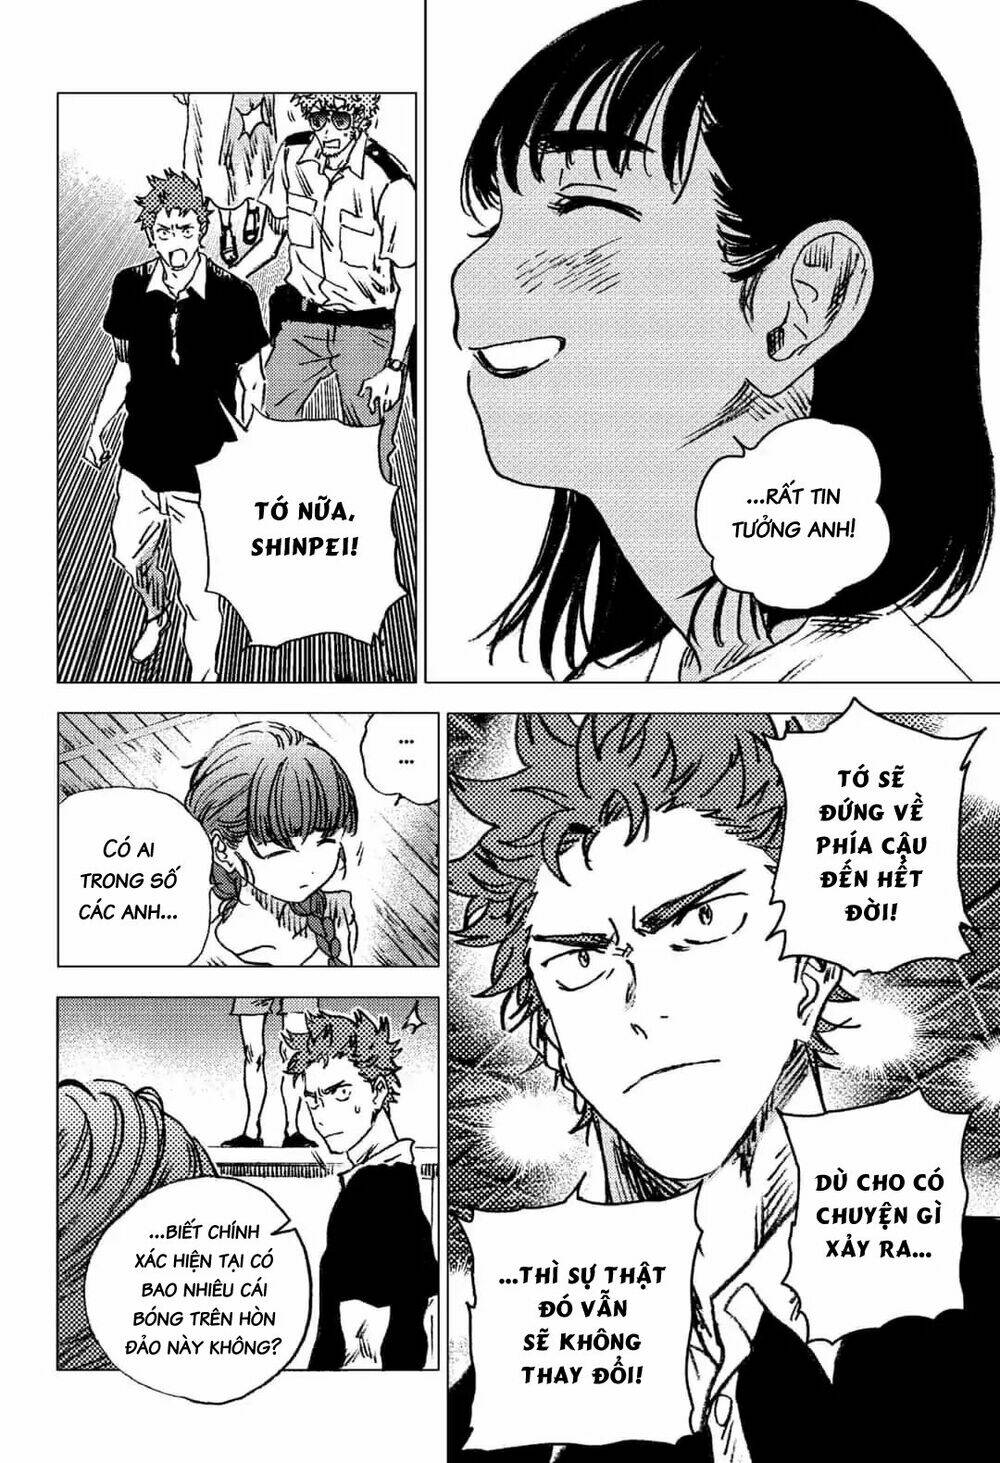 ...RẤT TIN
TƯỞNG ANH!
TỚ NỮA,
SHINPEI!
TỚ SẼ
ĐỨNG VỀ
PHÍA CẬU
ĐẾN HẾT
ĐỜI!
DÙ CHO CÓ
CHUYỆN GÌ
XẢY RA...
...THÌ SỰ THẬT
ĐÓ VẪN
SẼ KHÔNG
THAY ĐỔI!
......
CÓ AI
TRONG SỐ
CÁC ANH...
...BIẾT CHÍNH
XÁC HIỆN TẠI CÓ
BAO NHIÊU CÁI
BÓNG TRÊN HÒN
ĐẢO NÀY KHÔNG?